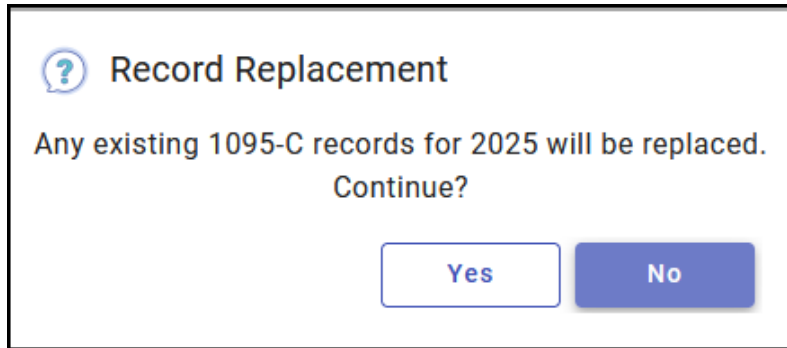 Record Replacement
Any existing 1095-C records for 2025 will be replaced.
Continue?
Yes No